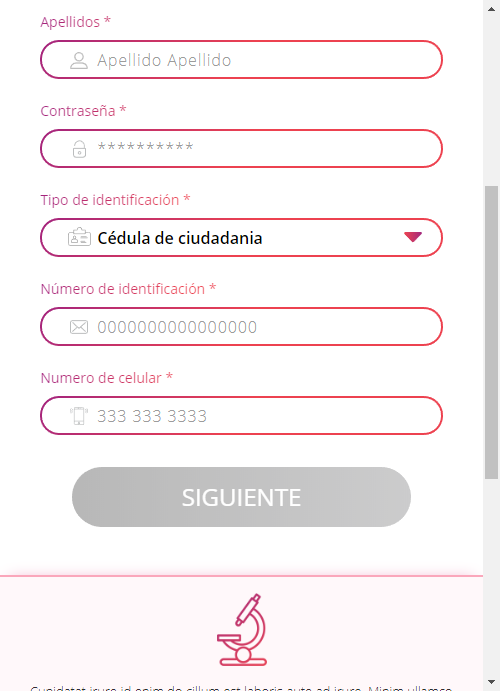 Apellidos *
Apellido Apellido
Contraseña *
**********
Tipo de identificación *
Cédula de ciudadania
Número de identificación *
0000000000000000
Numero de celular *
333 333 3333
SIGUIENTE
Cupidatat irure id enim do cillum est laboris aute ad irure. Minim ullamco